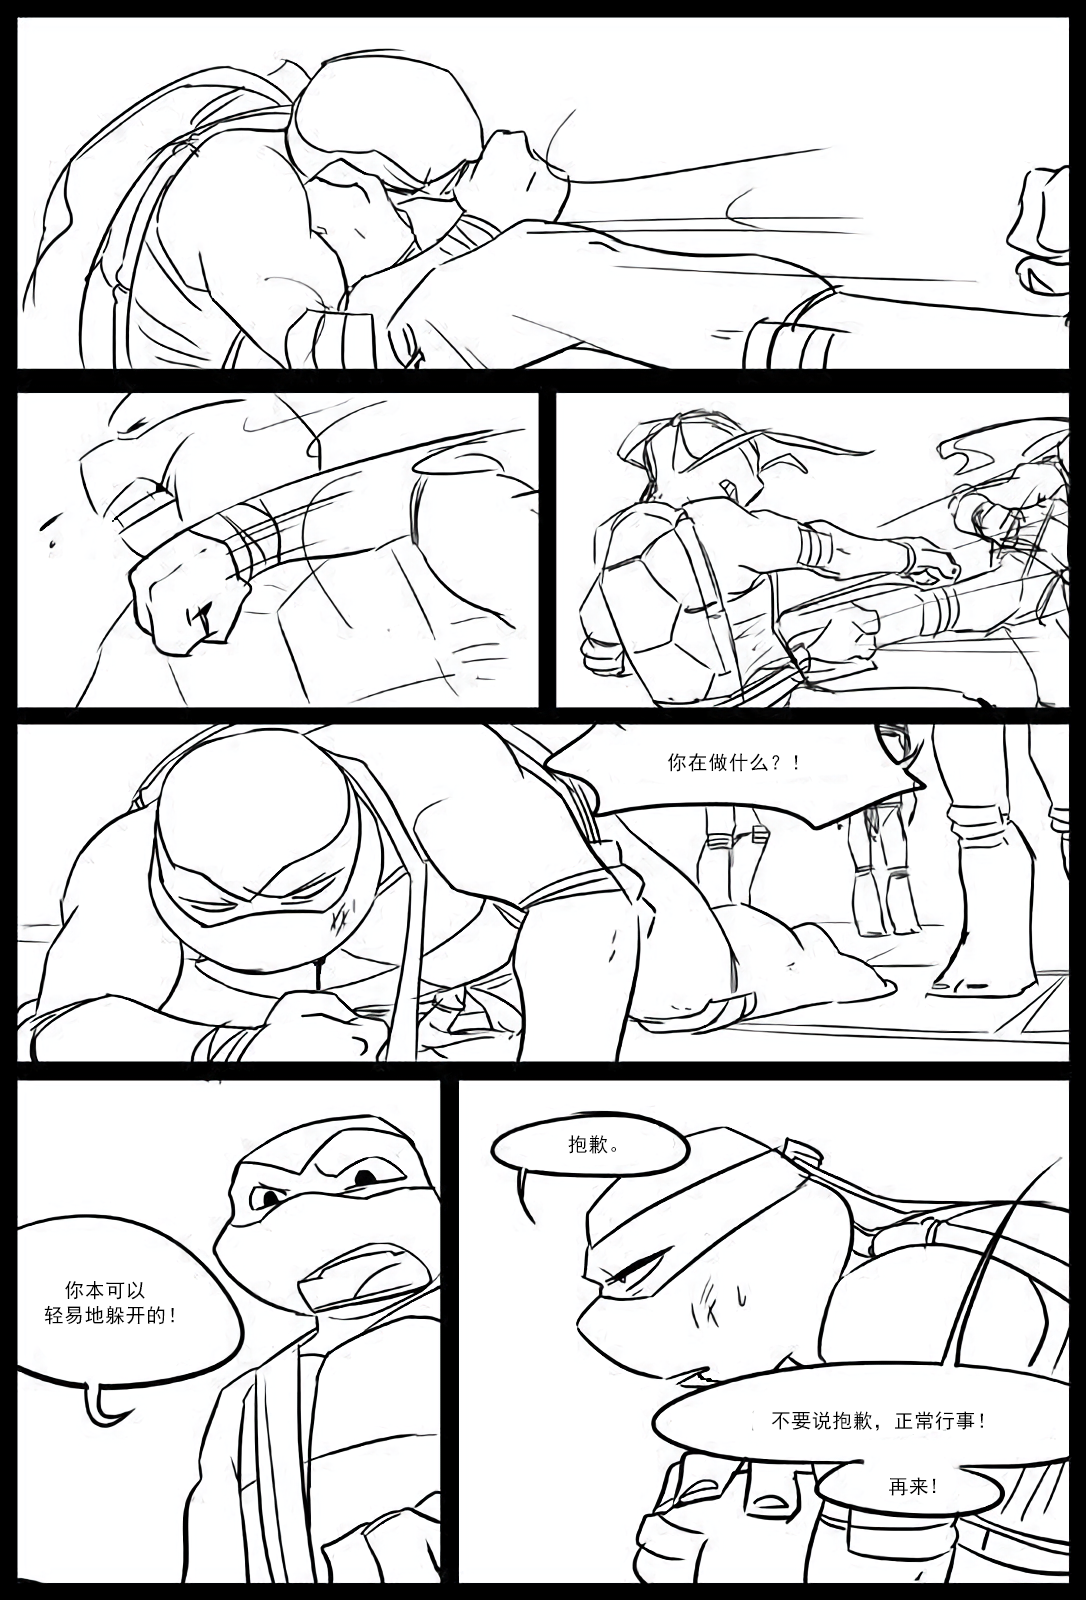 你在做什么？！
你本可以
轻易地躲开的！
抱歉。
不要说抱歉，正常行事！
再来！